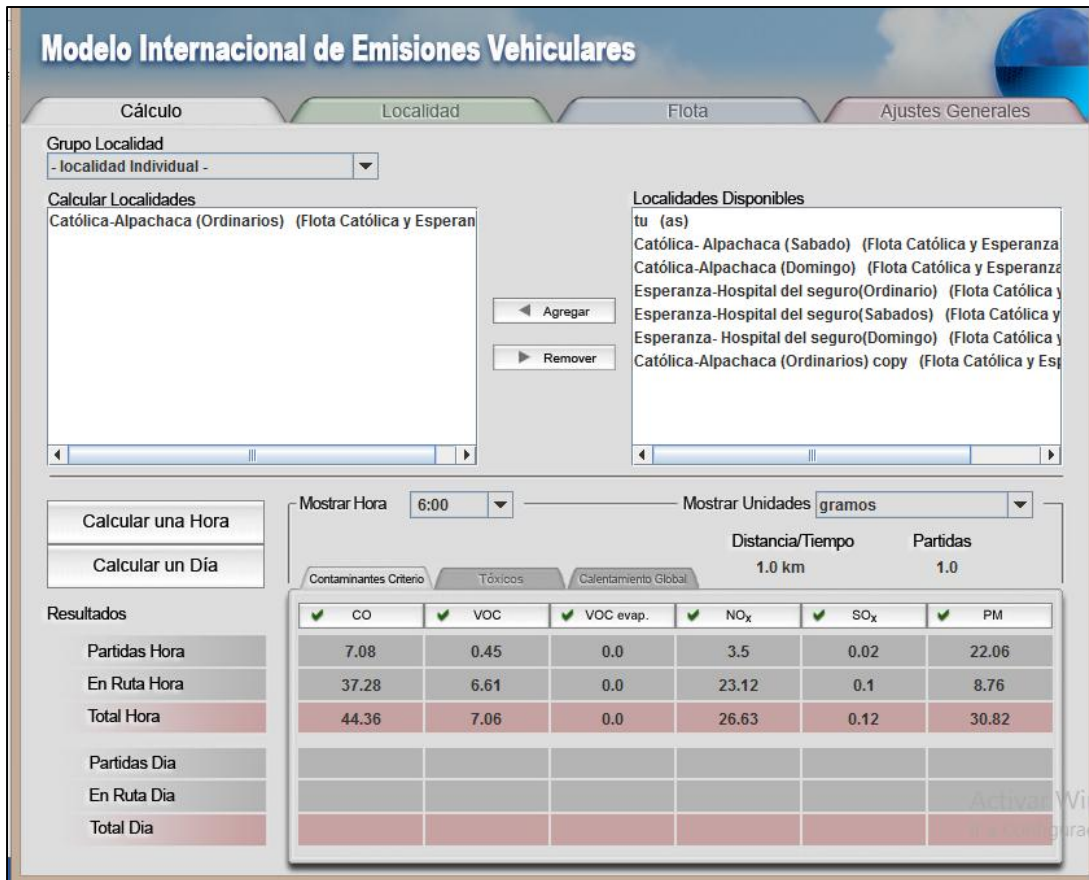 Modelo Internacional de Emisiones Vehiculares
Cálculo Localidad Flota Ajustes Generales
Grupo Localidad
- localidad Individual -
Calcular Localidades
Católica-Alpachaca (Ordinarios) (Flota Católica y Esperan
Agregar
Remover
Localidades Disponibles
tu (as)
Católica- Alpachaca (Sabado) (Flota Católica y Esperanza
Católica-Alpachaca (Domingo) (Flota Católica y Esperanza
Esperanza-Hospital del seguro(Ordinario) (Flota Católica y
Esperanza-Hospital del seguro(Sabados) (Flota Católica y
Esperanza- Hospital del seguro(Domingo) (Flota Católica y
Católica-Alpachaca (Ordinarios) copy (Flota Católica y Esp
Calcular una Hora
Calcular un Día
Mostrar Hora 6:00 Mostrar Unidades gramos
Distancia/Tiempo Partidas
1.0 km 1.0
Contaminantes Criterio Tóxicos Calentamiento Global
Resultados CO VOC VOC evap. NOx SOx PM
Partidas Hora 7.08 0.45 0.0 3.5 0.02 22.06
En Ruta Hora 37.28 6.61 0.0 23.12 0.1 8.76
Total Hora 44.36 7.06 0.0 26.63 0.12 30.82
Partidas Dia
En Ruta Dia
Total Dia
Activar Wi